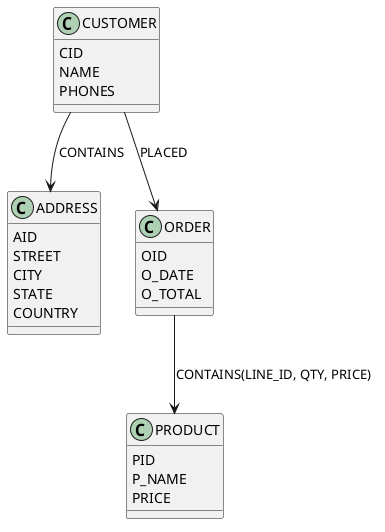 C CUSTOMER
CID
NAME
PHONES
CONTAINS
PLACED
C ADDRESS
AID
STREET
CITY
STATE
COUNTRY
C ORDER
OID
O_DATE
O_TOTAL
CONTAINS(LINE_ID, QTY, PRICE)
C PRODUCT
PID
P_NAME
PRICE